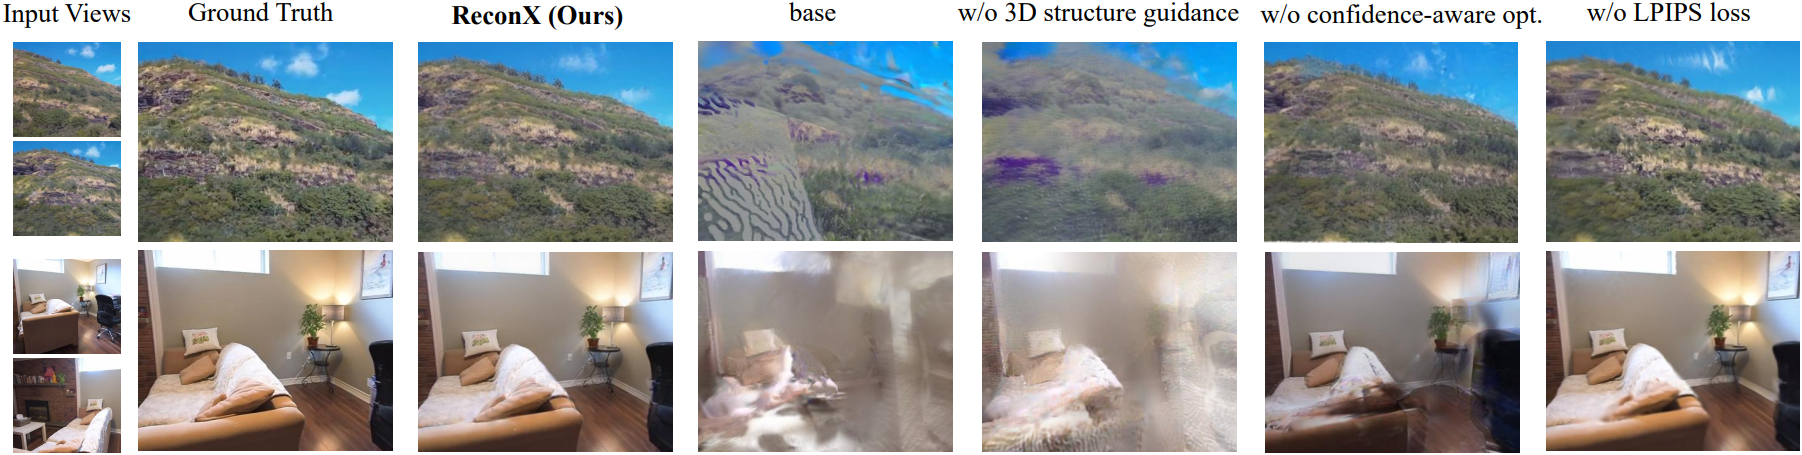 Input Views
Ground Truth
ReconX (Ours)
base
w/o 3D structure guidance
w/o confidence-aware opt.
w/o LPIPS loss